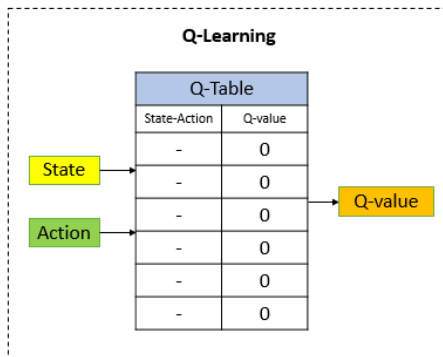 Q-Learning
Q-Table
State-Action Q-value
- 0
State
- 0
- 0
Q-value
Action
- 0
- 0
- 0